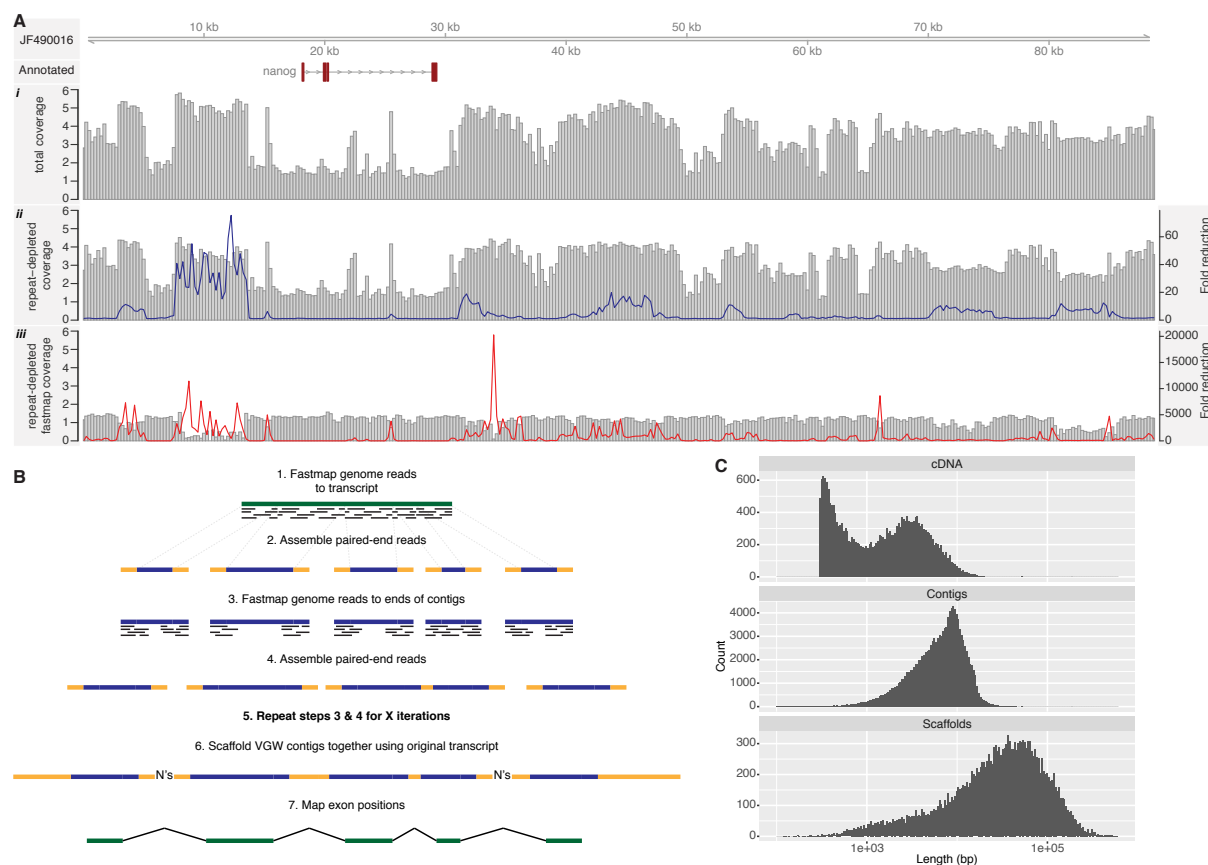 A
JF490016
10 kb 30 kb 50 kb 70 kb
20 kb 40 kb 60 kb 80 kb
Annotated
nanog
i
total coverage
6
5
4
3
2
1
0
ii
repeat-depleted
coverage
6
5
4
3
2
1
0
60
40
20
0
Fold reduction
iii
repeat-depleted
fastmap coverage
6
5
4
3
2
1
0
20000
15000
10000
5000
0
Fold reduction
B
1. Fastmap genome reads
to transcript
2. Assemble paired-end reads
3. Fastmap genome reads to ends of contigs
4. Assemble paired-end reads
5. Repeat steps 3 & 4 for X iterations
6. Scaffold VGW contigs together using original transcript
N's N's
7. Map exon positions
C
cDNA
600
400
200
0
Contigs
4000
3000
2000
1000
0
Count
Scaffolds
300
200
100
0
1e+03 1e+05
Length (bp)